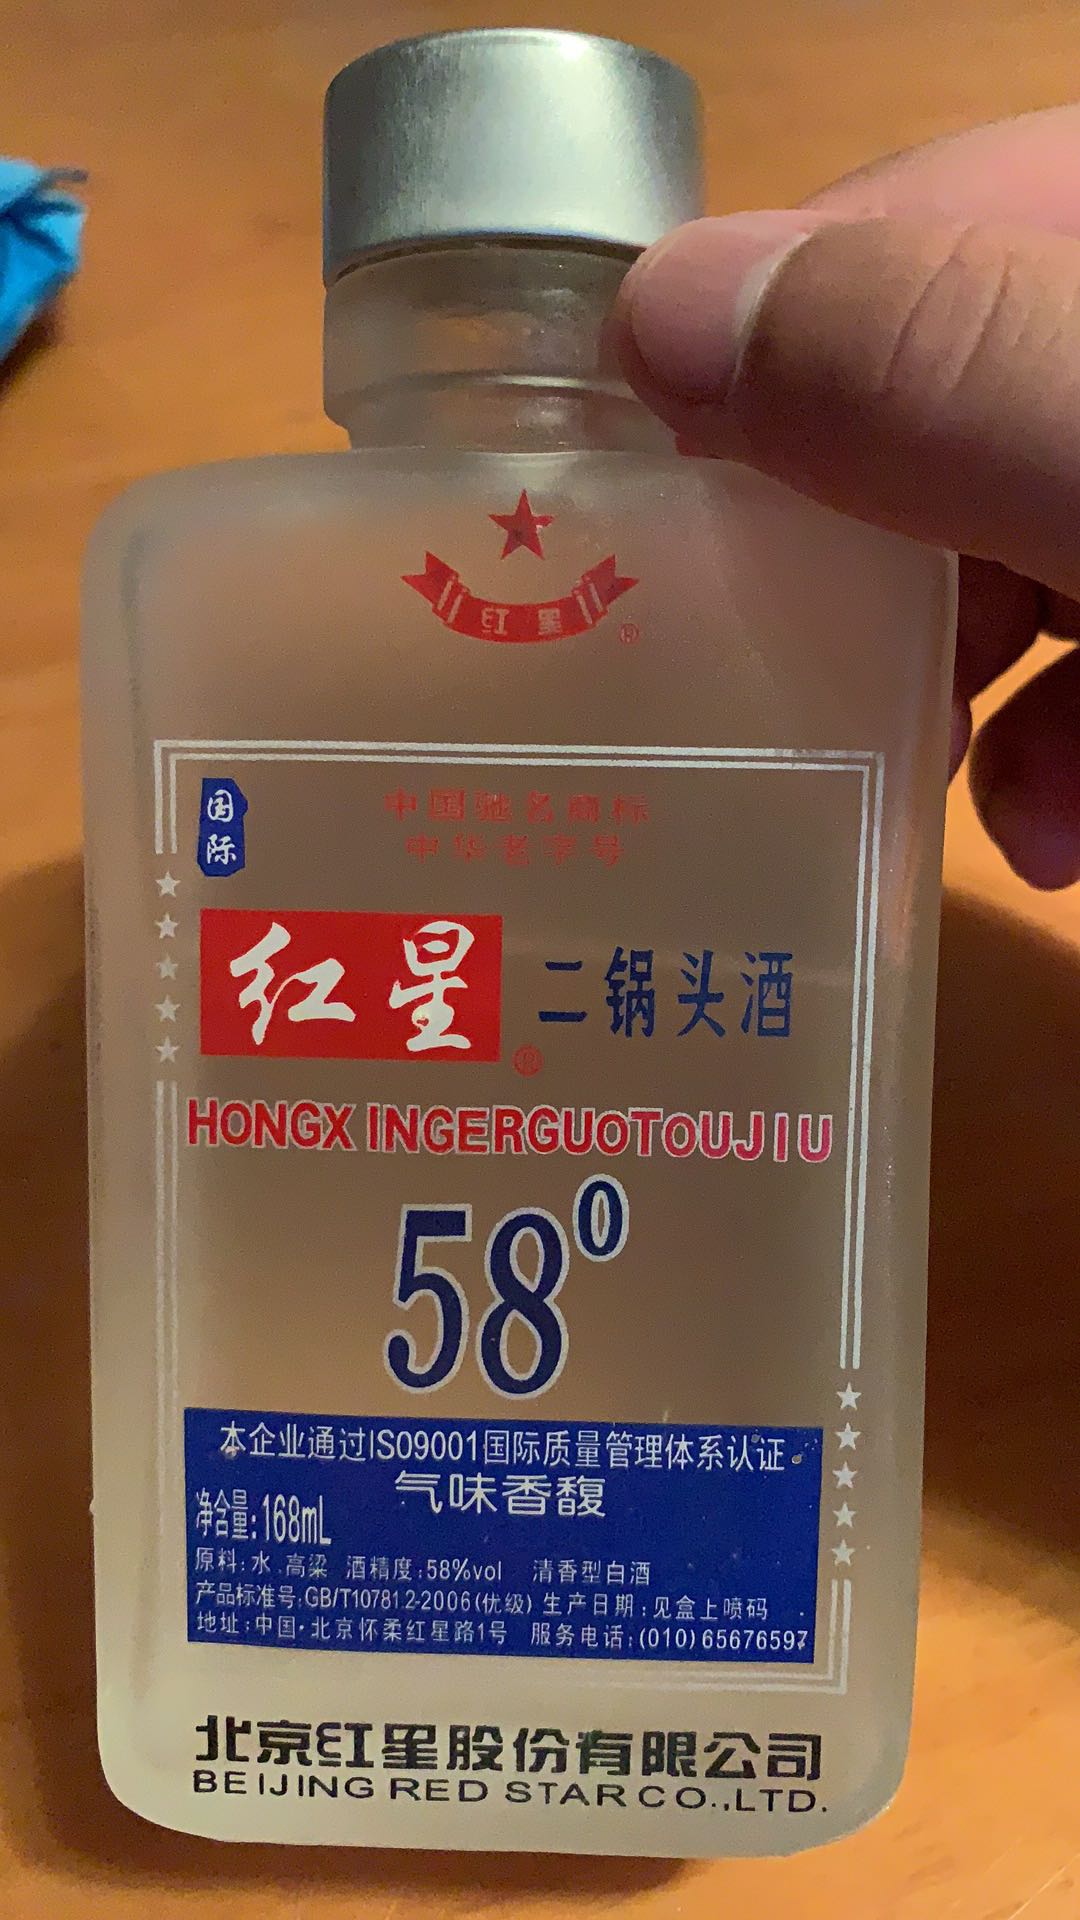 红星
®
国际
中国驰名商标
中华老字号
红星® 二锅头酒
HONGXINGERGUOTOUJIU
58⁰
本企业通过ISO9001国际质量管理体系认证
气味香馥
净含量:168mL
原料:水、高粱 酒精度:58%vol 清香型白酒
产品标准号:GB/T10781.2-2006(优级) 生产日期:见盒上喷码
地址:中国·北京怀柔红星路1号 服务电话:(010)65676597
北京红星股份有限公司
BEIJING RED STAR CO.,LTD.